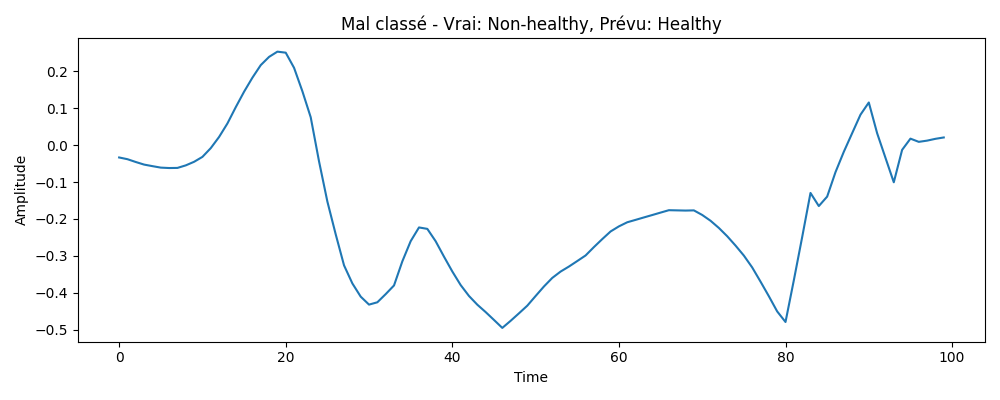 Mal classé - Vrai: Non-healthy, Prévu: Healthy
Amplitude
0.2
0.1
0.0
−0.1
−0.2
−0.3
−0.4
−0.5
0 20 40 60 80 100
Time